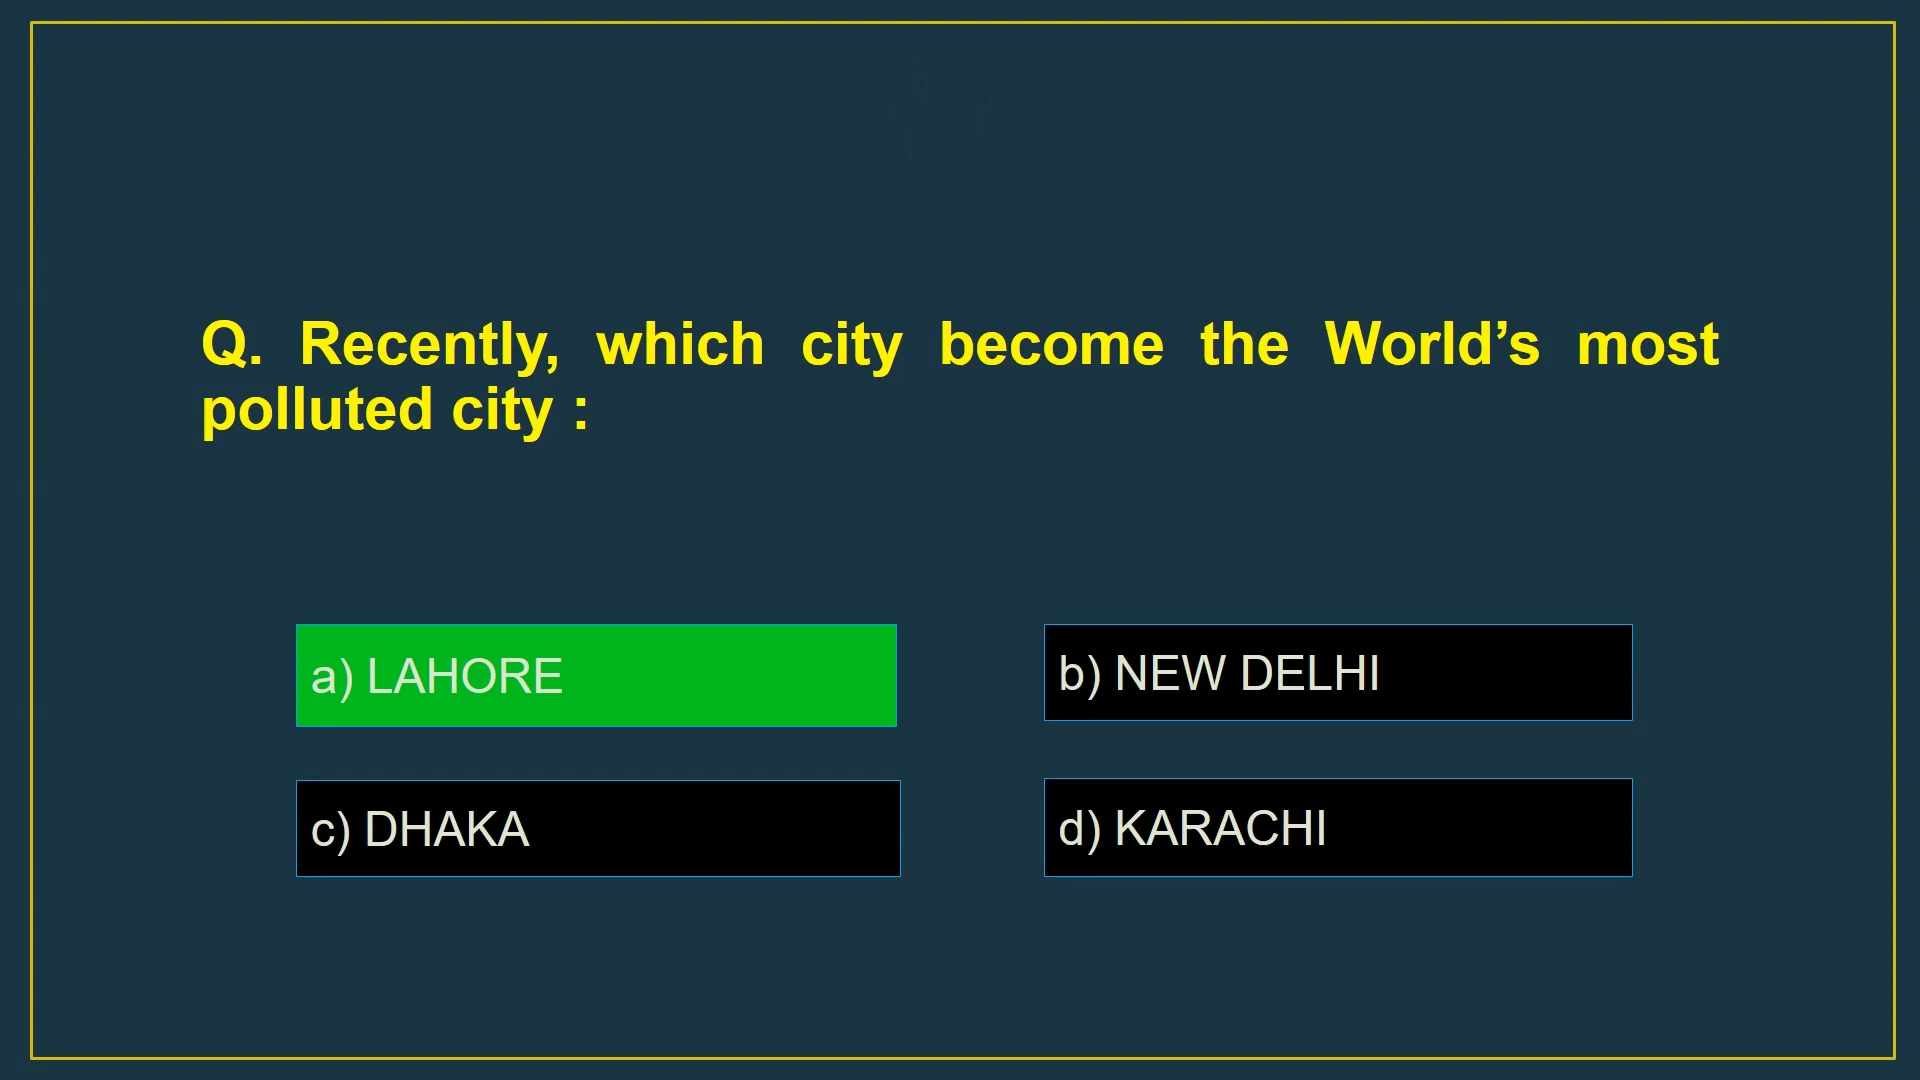 Q. Recently, which city become the World’s most
polluted city :
a) LAHORE
b) NEW DELHI
c) DHAKA
d) KARACHI